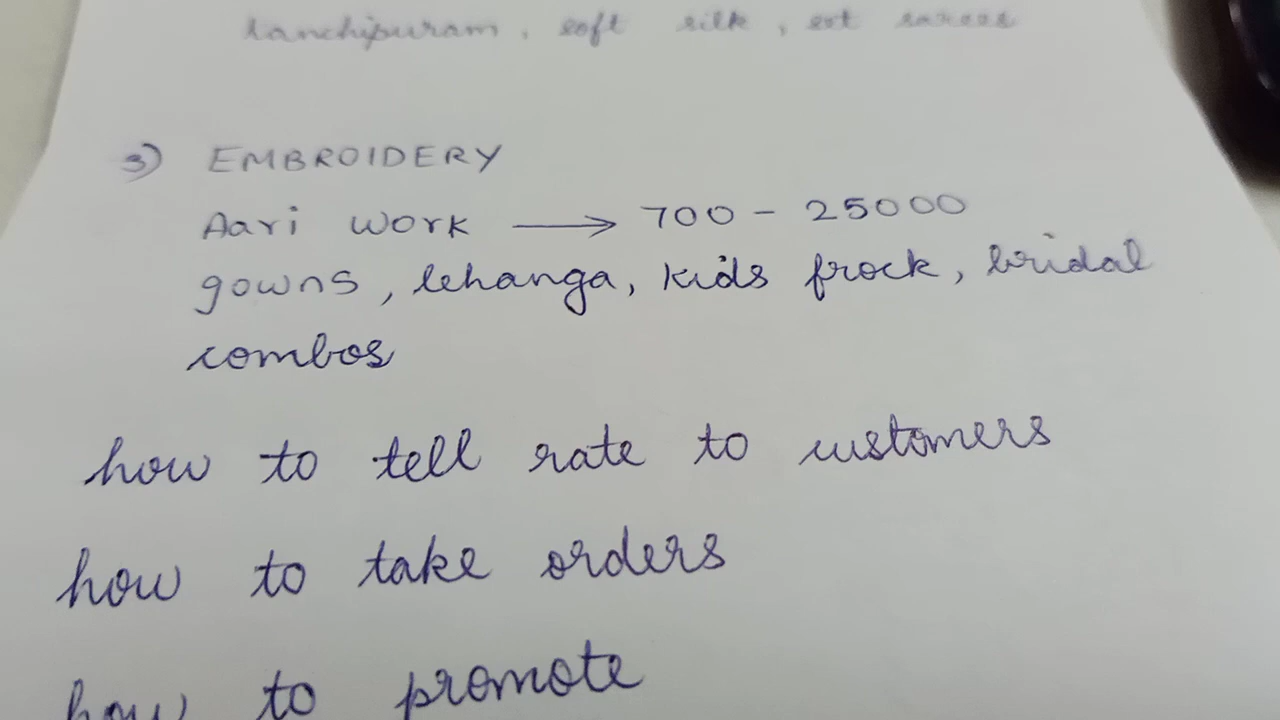 kanchipuram, soft silk, ect sarees
3) EMBROIDERY
Aari work → 700 - 25000
gowns, lehanga, kids frock, bridal
combos
how to tell rate to customers
how to take orders
how to promote